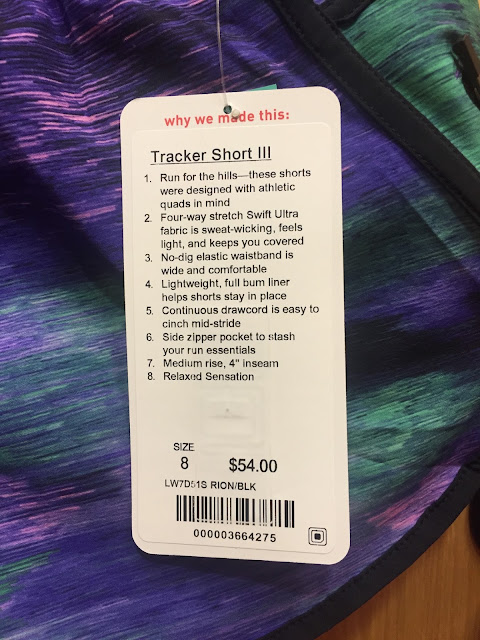 why we made this:
Tracker Short III
1. Run for the hills—these shorts
were designed with athletic
quads in mind
2. Four-way stretch Swift Ultra
fabric is sweat-wicking, feels
light, and keeps you covered
3. No-dig elastic waistband is
wide and comfortable
4. Lightweight, full bum liner
helps shorts stay in place
5. Continuous drawcord is easy to
cinch mid-stride
6. Side zipper pocket to stash
your run essentials
7. Medium rise, 4" inseam
8. Relaxed Sensation
SIZE
8 $54.00
LW7D51S RION/BLK
000003664275